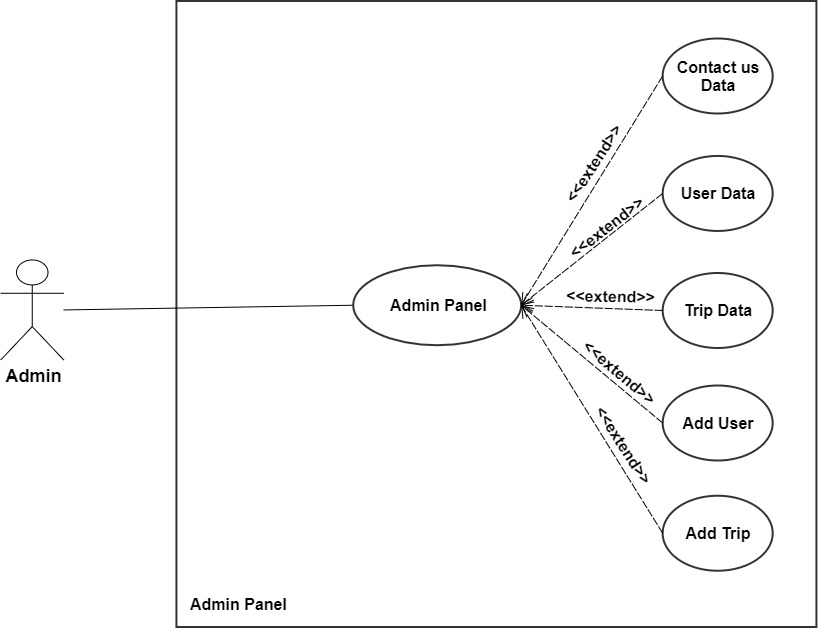 Contact us
Data
<<extend>>
User Data
<<extend>>
<<extend>>
Trip Data
Admin Panel
<<extend>>
Admin
Add User
<<extend>>
Add Trip
Admin Panel